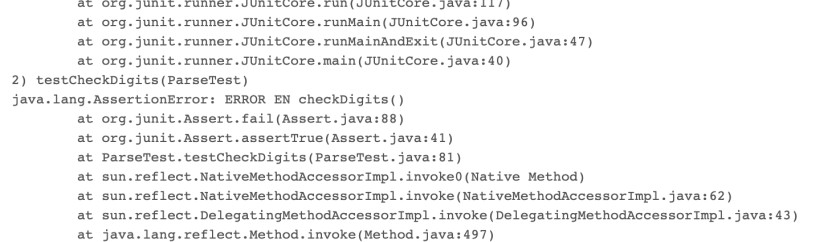 at org.junit.runner.JUnitCore.run(JUnitCore.java:117)
at org.junit.runner.JUnitCore.runMain(JUnitCore.java:96)
at org.junit.runner.JUnitCore.runMainAndExit(JUnitCore.java:47)
at org.junit.runner.JUnitCore.main(JUnitCore.java:40)
2) testCheckDigits(ParseTest)
java.lang.AssertionError: ERROR EN checkDigits()
at org.junit.Assert.fail(Assert.java:88)
at org.junit.Assert.assertTrue(Assert.java:41)
at ParseTest.testCheckDigits(ParseTest.java:81)
at sun.reflect.NativeMethodAccessorImpl.invoke0(Native Method)
at sun.reflect.NativeMethodAccessorImpl.invoke(NativeMethodAccessorImpl.java:62)
at sun.reflect.DelegatingMethodAccessorImpl.invoke(DelegatingMethodAccessorImpl.java:43)
at java.lang.reflect.Method.invoke(Method.java:497)